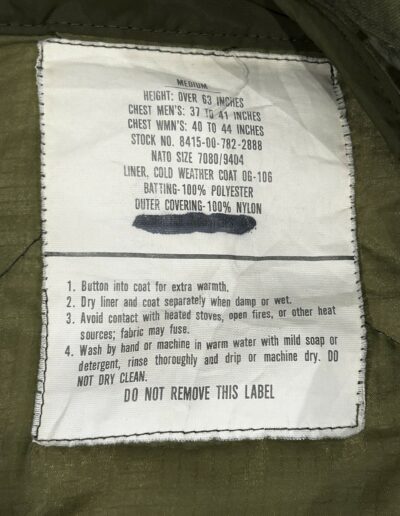 MEDIUM
HEIGHT: OVER 63 INCHES
CHEST MEN'S: 37 TO 41 INCHES
CHEST WMN'S: 40 TO 44 INCHES
STOCK NO. 8415-00-782-2888
NATO SIZE 7080/9404
LINER, COLD WEATHER COAT OG-106
BATTING-100% POLYESTER
OUTER COVERING-100% NYLON
1. Button into coat for extra warmth.
2. Dry liner and coat separately when damp or wet.
3. Avoid contact with heated stoves, open fires, or other heat
sources; fabric may fuse.
4. Wash by hand or machine in warm water with mild soap or
detergent, rinse thoroughly and drip or machine dry. DO
NOT DRY CLEAN.
DO NOT REMOVE THIS LABEL